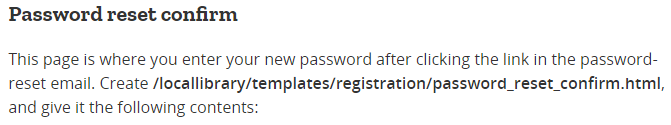 Password reset confirm
This page is where you enter your new password after clicking the link in the password-
reset email. Create /locallibrary/templates/registration/password_reset_confirm.html,
and give it the following contents: